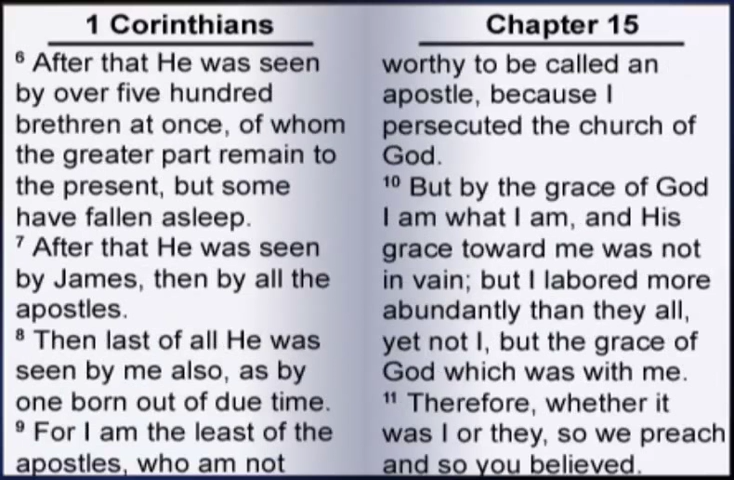 1 Corinthians
⁶ After that He was seen
by over five hundred
brethren at once, of whom
the greater part remain to
the present, but some
have fallen asleep.
⁷ After that He was seen
by James, then by all the
apostles.
⁸ Then last of all He was
seen by me also, as by
one born out of due time.
⁹ For I am the least of the
apostles, who am not
Chapter 15
worthy to be called an
apostle, because I
persecuted the church of
God.
¹⁰ But by the grace of God
I am what I am, and His
grace toward me was not
in vain; but I labored more
abundantly than they all,
yet not I, but the grace of
God which was with me.
¹¹ Therefore, whether it
was I or they, so we preach
and so you believed.